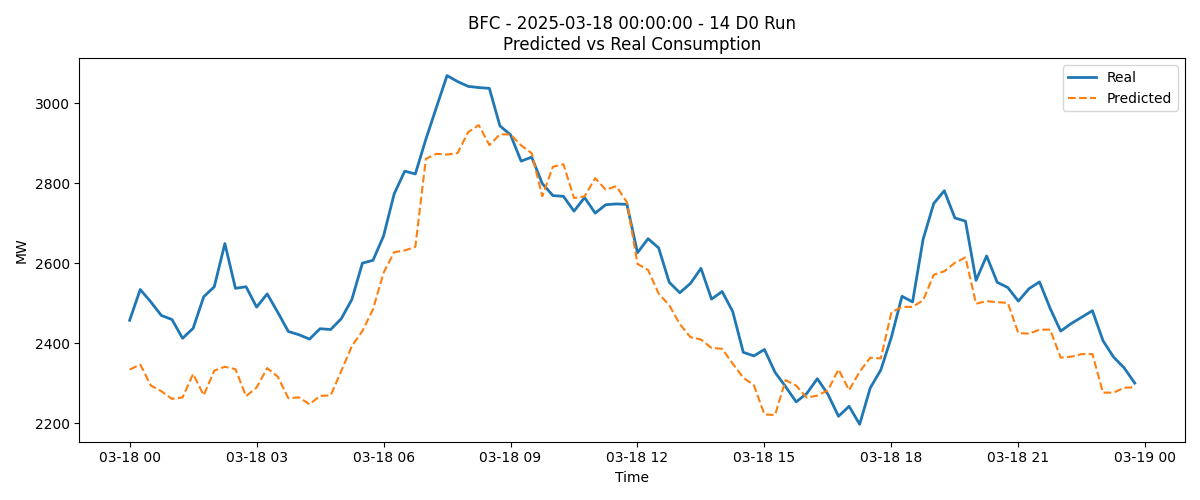 BFC - 2025-03-18 00:00:00 - 14 D0 Run
Predicted vs Real Consumption
Real
Predicted
MW
3000
2800
2600
2400
2200
03-18 00
03-18 03
03-18 06
03-18 09
03-18 12
03-18 15
03-18 18
03-18 21
03-19 00
Time